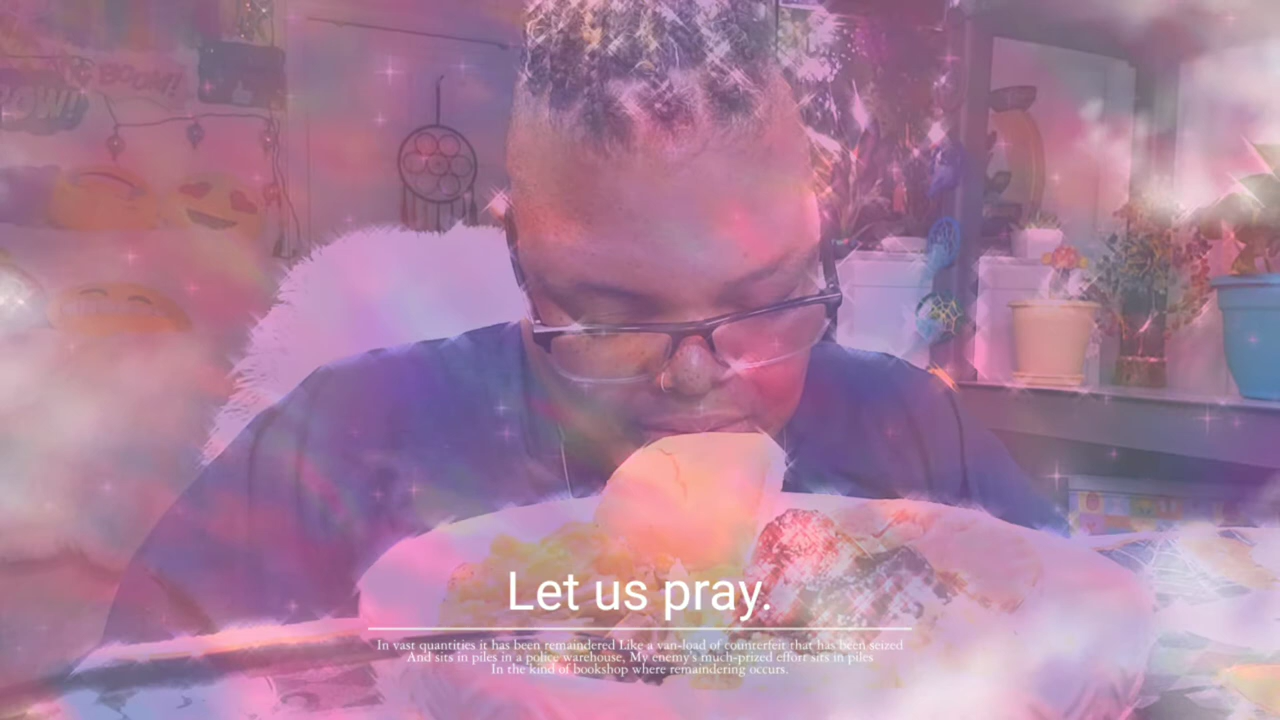 BOOM!
Let us pray.
In vast quantities it has been remaindered Like a van-load of counterfeit that has been seized
And sits in piles in a police warehouse, My enemy's much-prized effort sits in piles
In the kind of bookshop where remaindering occurs.